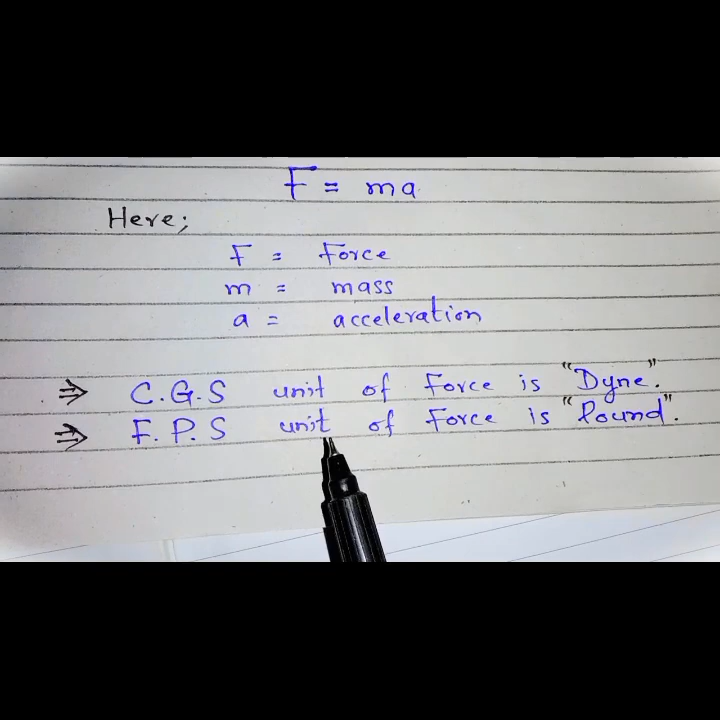 F = ma
Here;
F = Force
m = mass
a = acceleration
⇒ C.G.S unit of Force is "Dyne".
⇒ F.P.S unit of Force is "Pound".